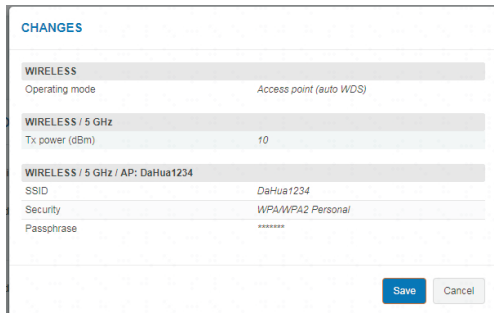 CHANGES
WIRELESS
Operating mode Access point (auto WDS)
WIRELESS / 5 GHz
Tx power (dBm) 10
WIRELESS / 5 GHz / AP: DaHua1234
SSID DaHua1234
Security WPA/WPA2 Personal
Passphrase *******
Save Cancel